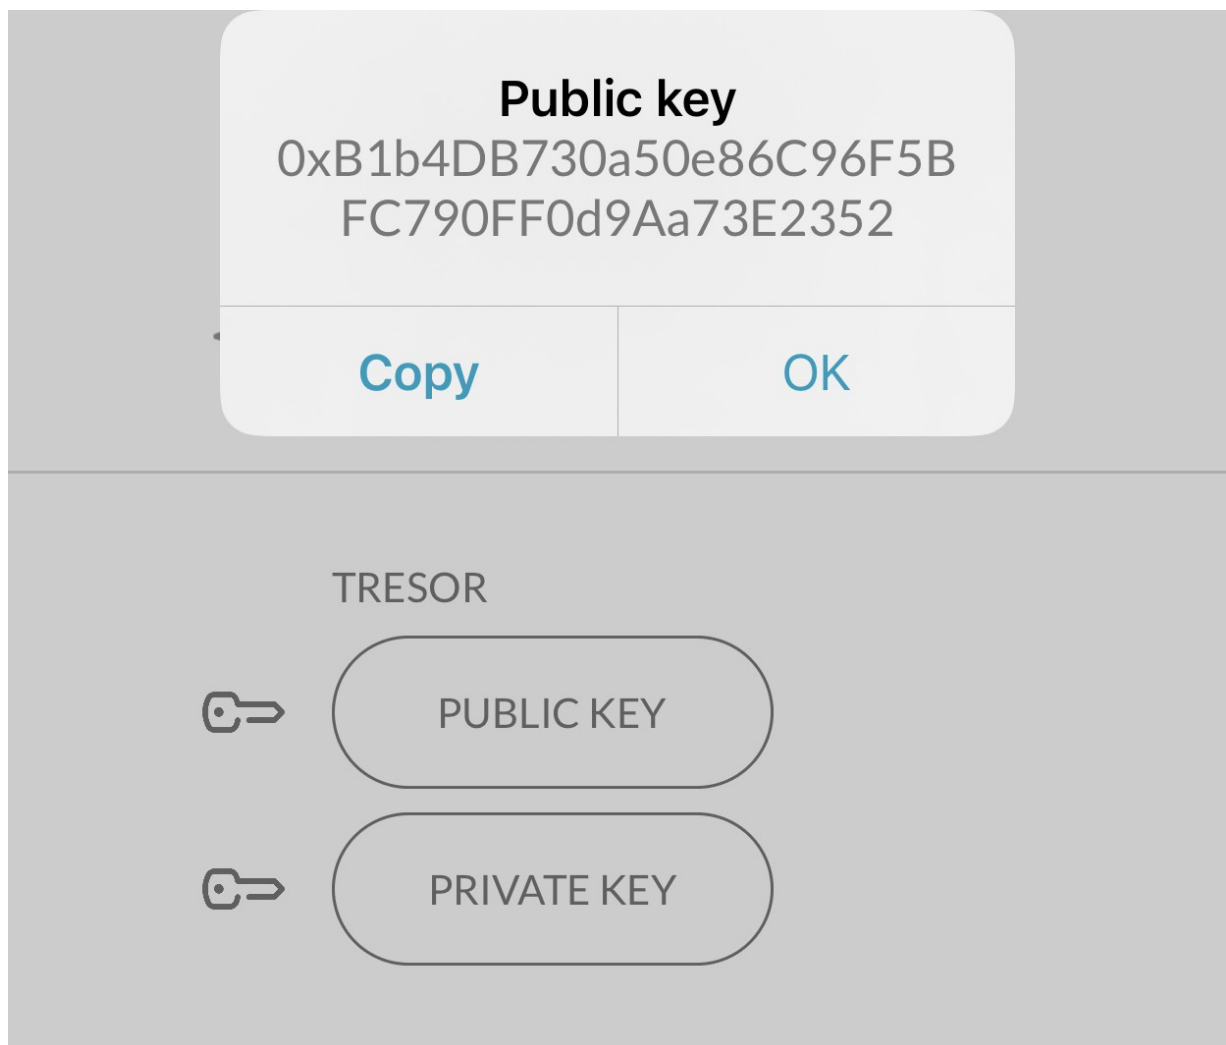 Public key
0xB1b4DB730a50e86C96F5B
FC790FF0d9Aa73E2352
Copy
OK
TRESOR
PUBLIC KEY
PRIVATE KEY